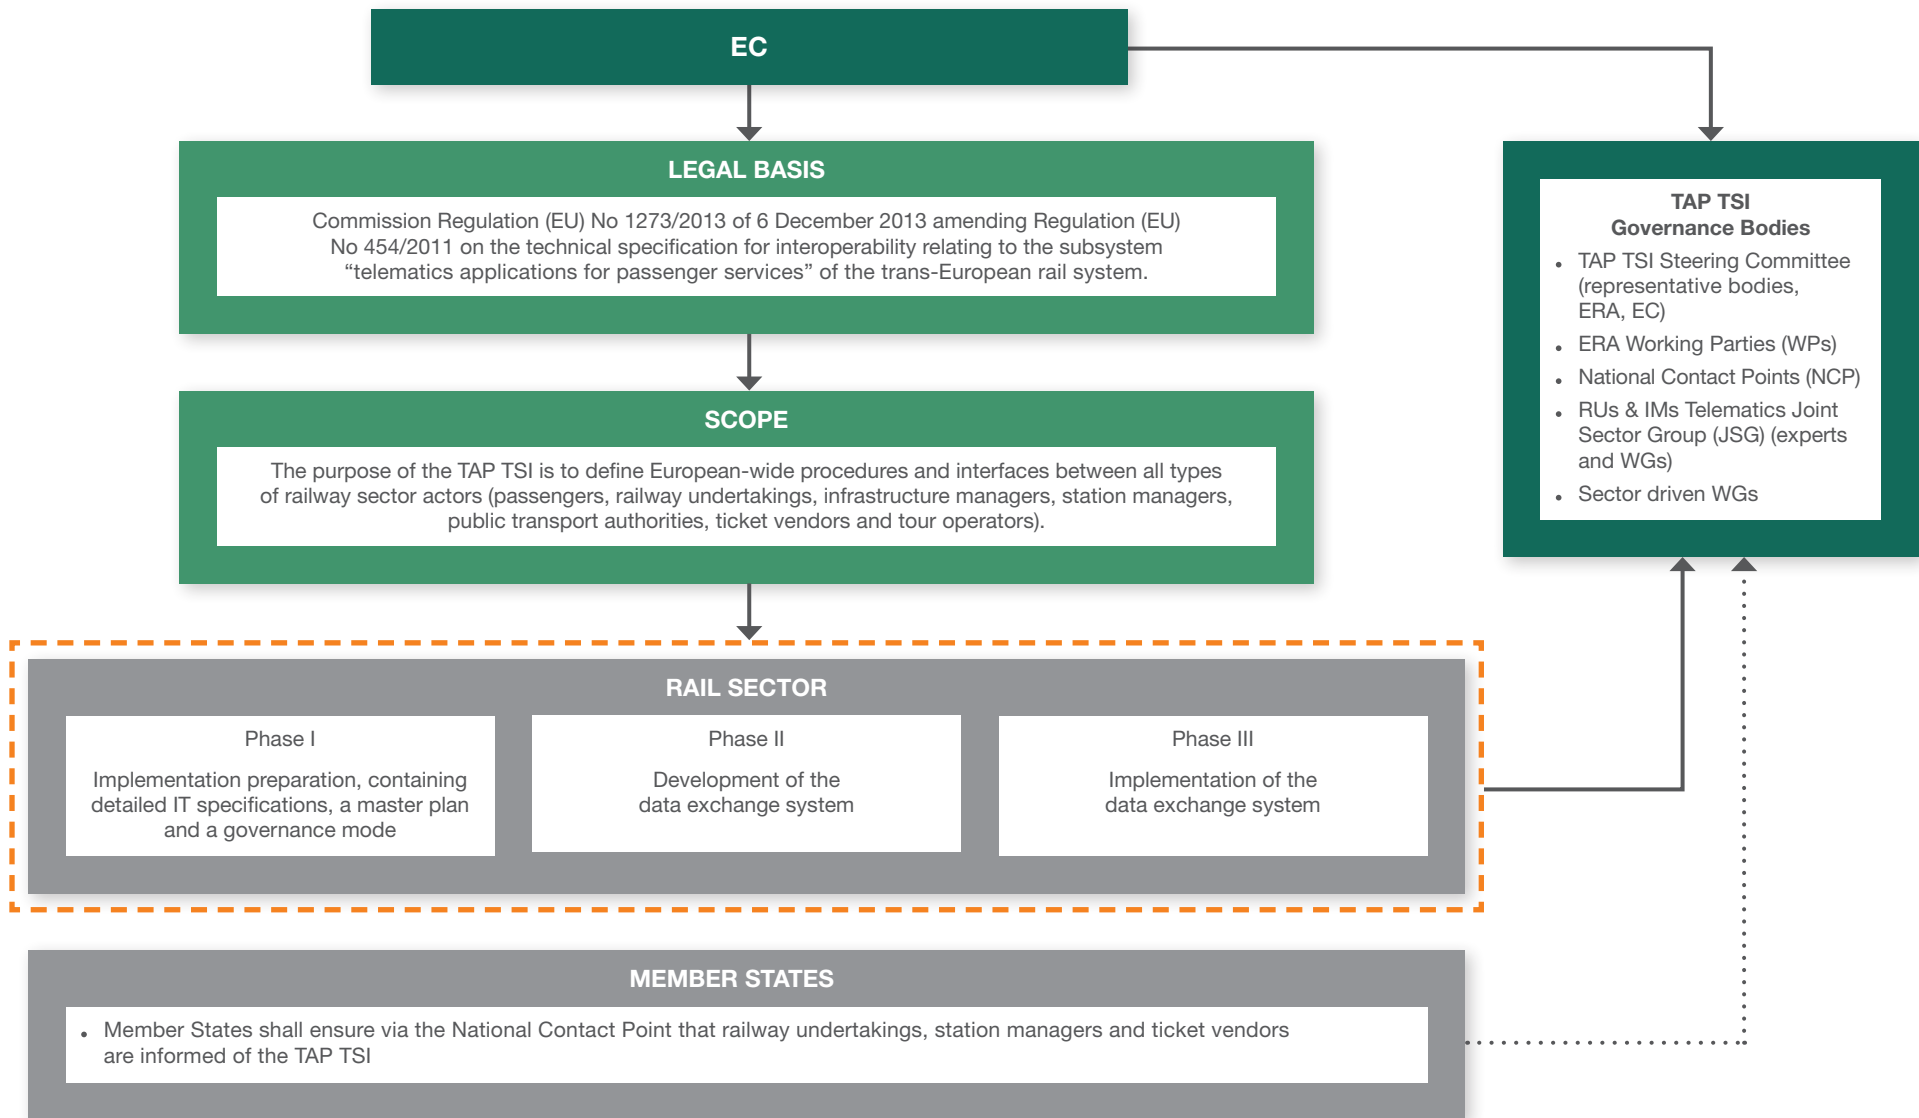 EC
LEGAL BASIS
Commission Regulation (EU) No 1273/2013 of 6 December 2013 amending Regulation (EU)
No 454/2011 on the technical specification for interoperability relating to the subsystem
“telematics applications for passenger services” of the trans-European rail system.
SCOPE
The purpose of the TAP TSI is to define European-wide procedures and interfaces between all types
of railway sector actors (passengers, railway undertakings, infrastructure managers, station managers,
public transport authorities, ticket vendors and tour operators).
TAP TSI
Governance Bodies
• TAP TSI Steering Committee
(representative bodies,
ERA, EC)
• ERA Working Parties (WPs)
• National Contact Points (NCP)
• RUs & IMs Telematics Joint
Sector Group (JSG) (experts
and WGs)
• Sector driven WGs
RAIL SECTOR
Phase I
Implementation preparation, containing
detailed IT specifications, a master plan
and a governance mode
Phase II
Development of the
data exchange system
Phase III
Implementation of the
data exchange system
MEMBER STATES
• Member States shall ensure via the National Contact Point that railway undertakings, station managers and ticket vendors
are informed of the TAP TSI